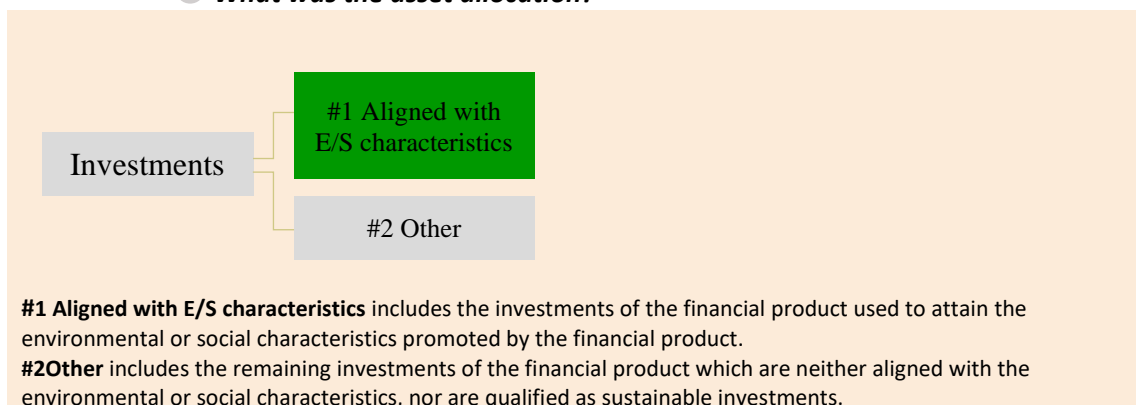 What was the asset allocation?
#1 Aligned with
E/S characteristics
Investments
#2 Other
#1 Aligned with E/S characteristics includes the investments of the financial product used to attain the
environmental or social characteristics promoted by the financial product.
#2Other includes the remaining investments of the financial product which are neither aligned with the
environmental or social characteristics, nor are qualified as sustainable investments.